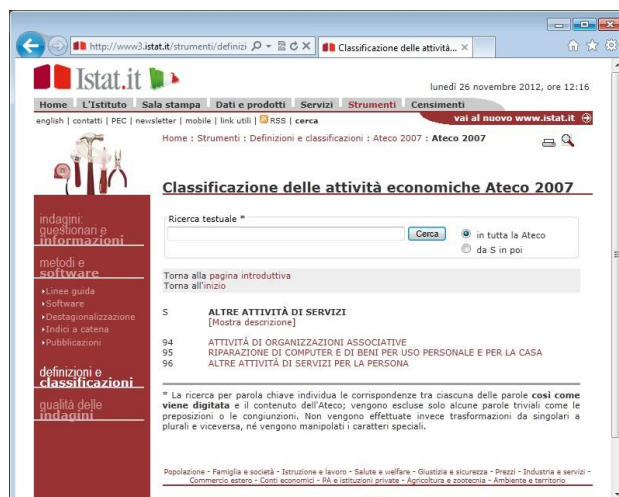 http://www3.istat.it/strumenti/definizi
Classificazione delle attività...
Istat.it
lunedì 26 novembre 2012, ore 12:16
Home L'Istituto Sala stampa Dati e prodotti Servizi Strumenti Censimenti
english | contatti | PEC | newsletter | mobile | link utili | RSS | cerca
vai al nuovo www.istat.it
Home : Strumenti : Definizioni e classificazioni : Ateco 2007 : Ateco 2007
Classificazione delle attività economiche Ateco 2007
indagini:
questionari e
informazioni
metodi e
software
Linee guida
Software
Destagionalizzazione
Indici a catena
Pubblicazioni
definizioni e
classificazioni
qualità delle
indagini
Ricerca testuale *
Cerca
in tutta la Ateco
da S in poi
Torna alla pagina introduttiva
Torna all'inizio
S ALTRE ATTIVITÀ DI SERVIZI
[Mostra descrizione]
94 ATTIVITÀ DI ORGANIZZAZIONI ASSOCIATIVE
95 RIPARAZIONE DI COMPUTER E DI BENI PER USO PERSONALE E PER LA CASA
96 ALTRE ATTIVITÀ DI SERVIZI PER LA PERSONA
* La ricerca per parola chiave individua le corrispondenze tra ciascuna delle parole così come
viene digitata e il contenuto dell'Ateco; vengono escluse solo alcune parole triviali come le
preposizioni o le congiunzioni. Non vengono effettuate invece trasformazioni da singolari a
plurali e viceversa, né vengono manipolati i caratteri speciali.
Popolazione - Famiglia e società - Istruzione e lavoro - Salute e welfare - Giustizia e sicurezza - Prezzi - Industria e servizi -
Commercio estero - Conti economici - PA e istituzioni private - Agricoltura e zootecnia - Ambiente e territorio